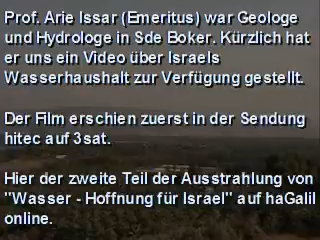 Prof. Arie Issar (Emeritus) war Geologe
und Hydrologe in Sde Boker. Kürzlich hat
er uns ein Video über Israels
Wasserhaushalt zur Verfügung gestellt.
Der Film erschien zuerst in der Sendung
hitec auf 3sat.
Hier der zweite Teil der Ausstrahlung von
"Wasser - Hoffnung für Israel" auf haGalil
online.